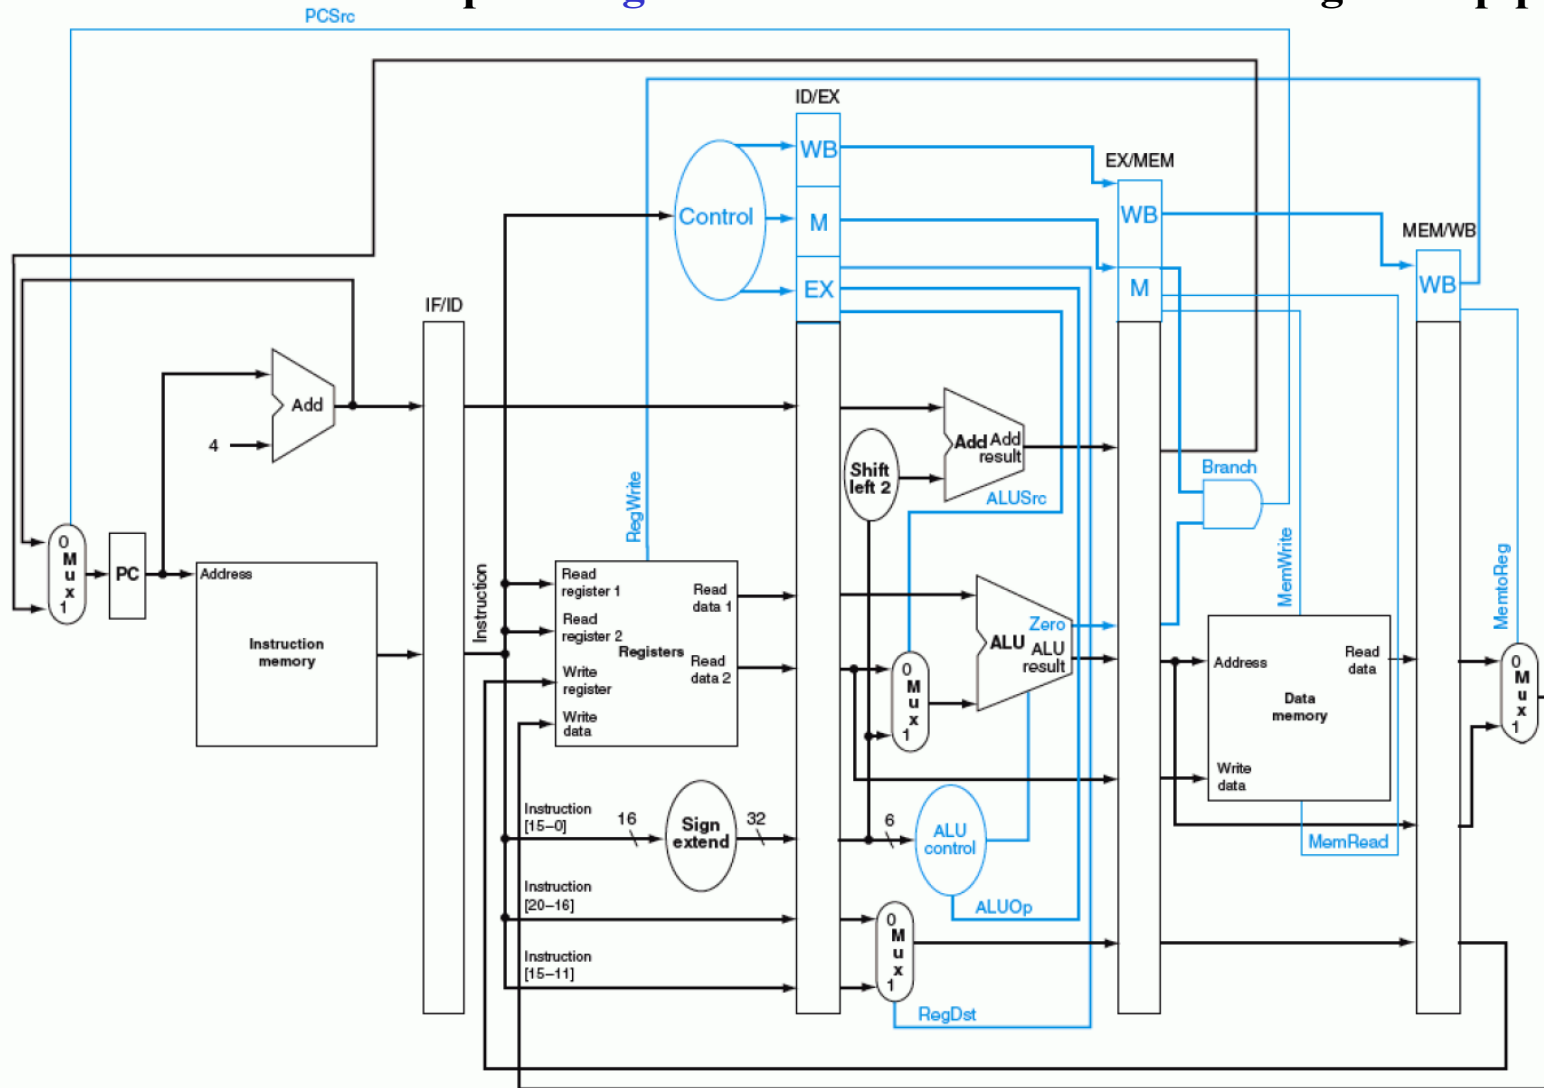 PCSrc
ID/EX
WB
EX/MEM
Control
M
WB
MEM/WB
EX
M
WB
IF/ID
Add
4
Add Add
result
Shift
left 2
ALUSrc
Branch
RegWrite
MemWrite
MemtoReg
0
M
u
x
1
PC
Address
Instruction
memory
Instruction
Read
register 1
Read
register 2
Write
register
Write
data
Registers
Read
data 1
Read
data 2
0
M
u
x
1
Zero
ALU
ALU
result
Address
Read
data
Data
memory
Write
data
0
M
u
x
1
MemRead
Instruction
[15–0]
16
Sign
extend
32
6
ALU
control
ALUOp
Instruction
[20–16]
Instruction
[15–11]
0
M
u
x
1
RegDst